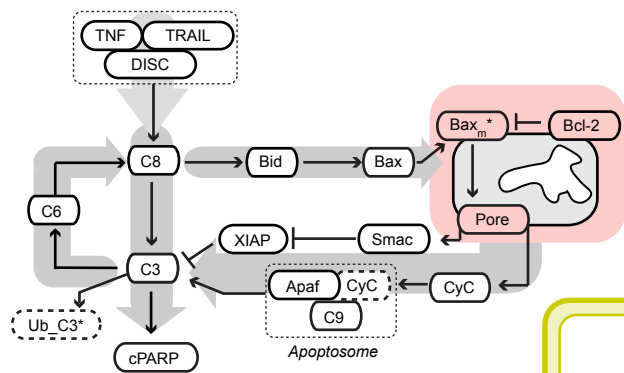 TNF
TRAIL
DISC
C8
Bid
Bax
Baxm*
Bcl-2
C6
Pore
XIAP
Smac
C3
Apaf
CyC
CyC
C9
Ub_C3*
cPARP
Apoptosome